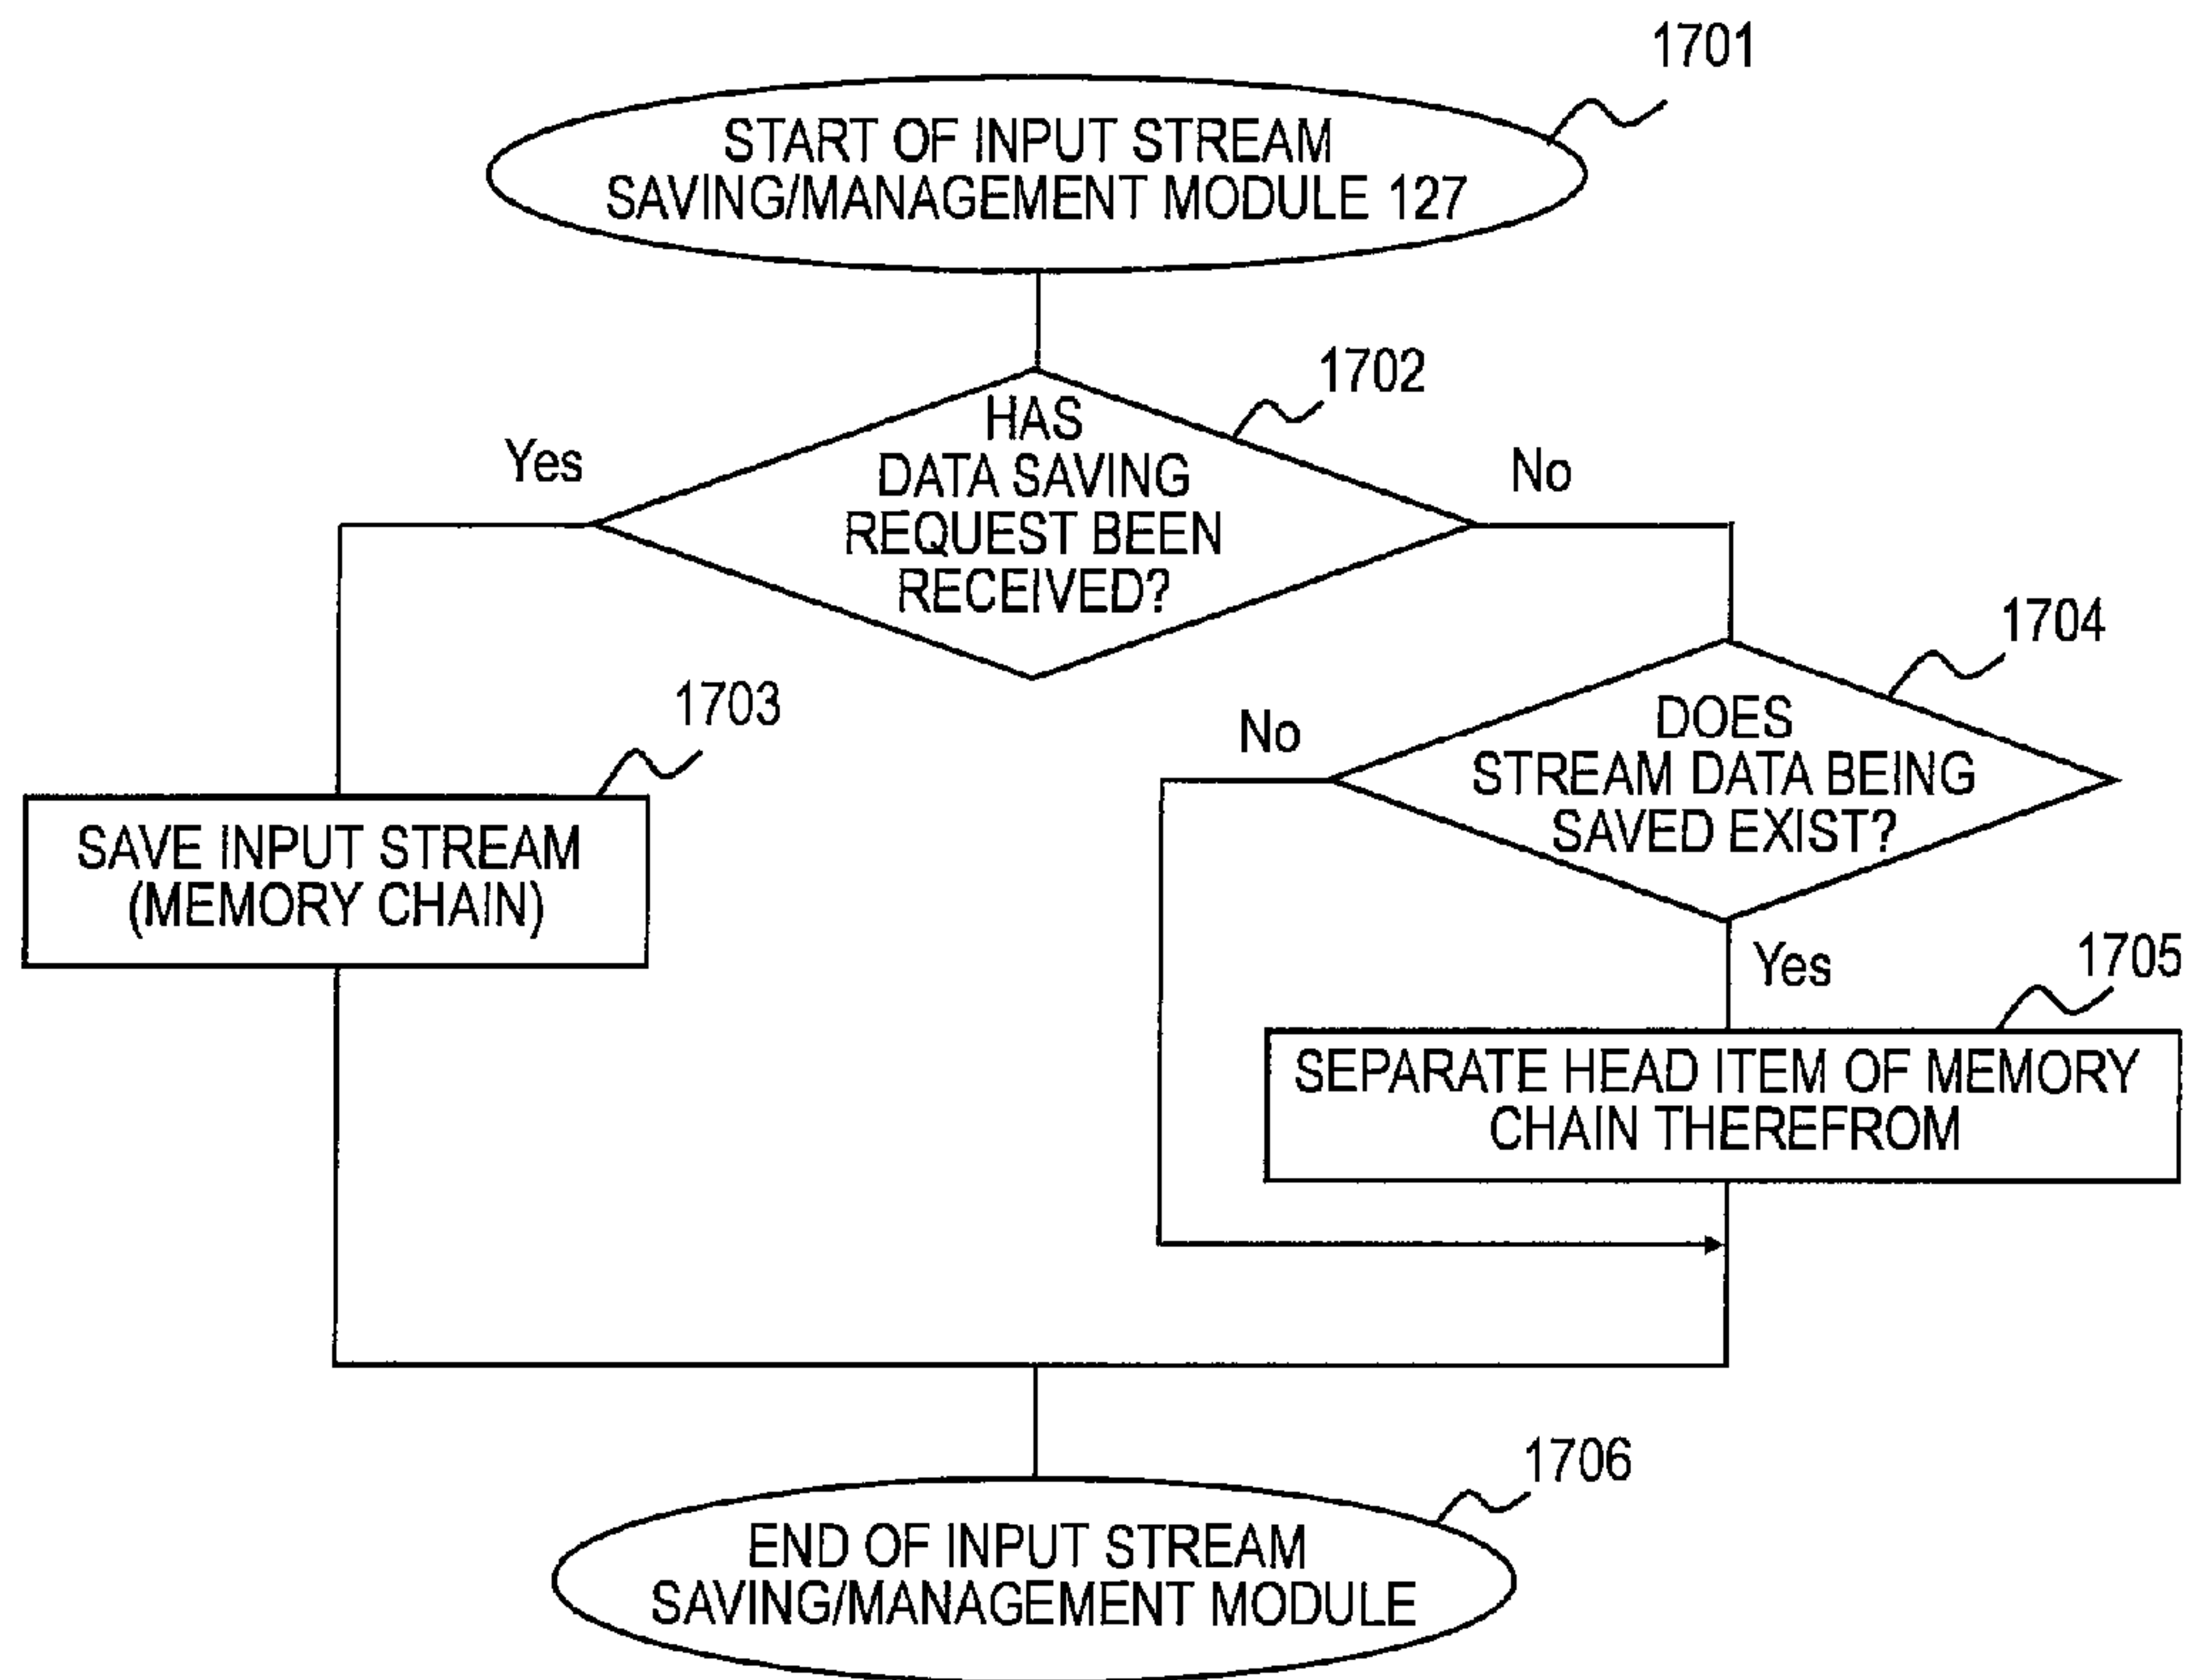 1701
START OF INPUT STREAM
SAVING/MANAGEMENT MODULE 127
1702
HAS
DATA SAVING
REQUEST BEEN
RECEIVED?
Yes
No
1703
SAVE INPUT STREAM
(MEMORY CHAIN)
1704
DOES
STREAM DATA BEING
SAVED EXIST?
No
Yes
1705
SEPARATE HEAD ITEM OF MEMORY
CHAIN THEREFROM
1706
END OF INPUT STREAM
SAVING/MANAGEMENT MODULE